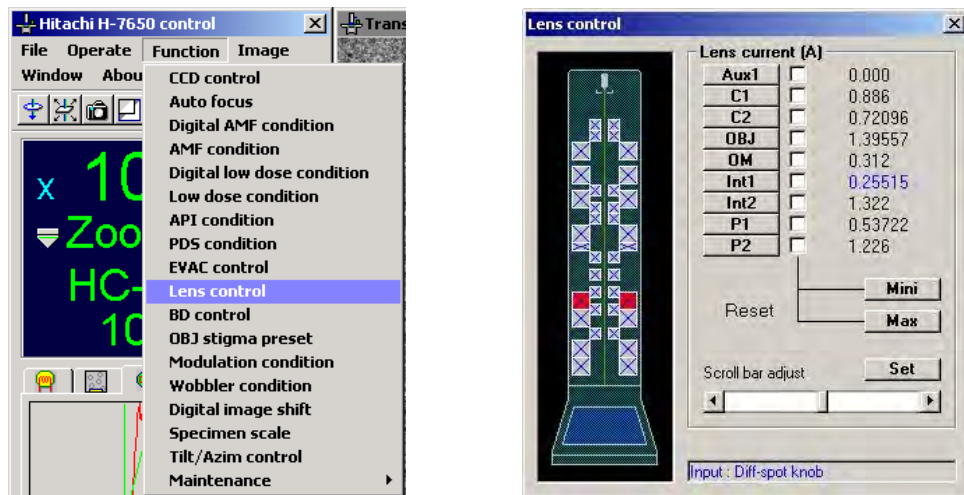 Hitachi H-7650 control
Trans
File Operate Function Image
Window Abou
CCD control
Auto focus
Digital AMF condition
AMF condition
Digital low dose condition
Low dose condition
API condition
PDS condition
EVAC control
Lens control
BD control
OBJ stigma preset
Modulation condition
Wobbler condition
Digital image shift
Specimen scale
Tilt/Azim control
Maintenance
x 10
Zoo
HC-
10
Lens control
Lens current (A)
Aux1 0.000
C1 0.886
C2 0.72096
OBJ 1.39557
OM 0.312
Int1 0.25515
Int2 1.322
P1 0.53722
P2 1.226
Reset
Mini
Max
Scroll bar adjust
Set
Input : Diff-spot knob